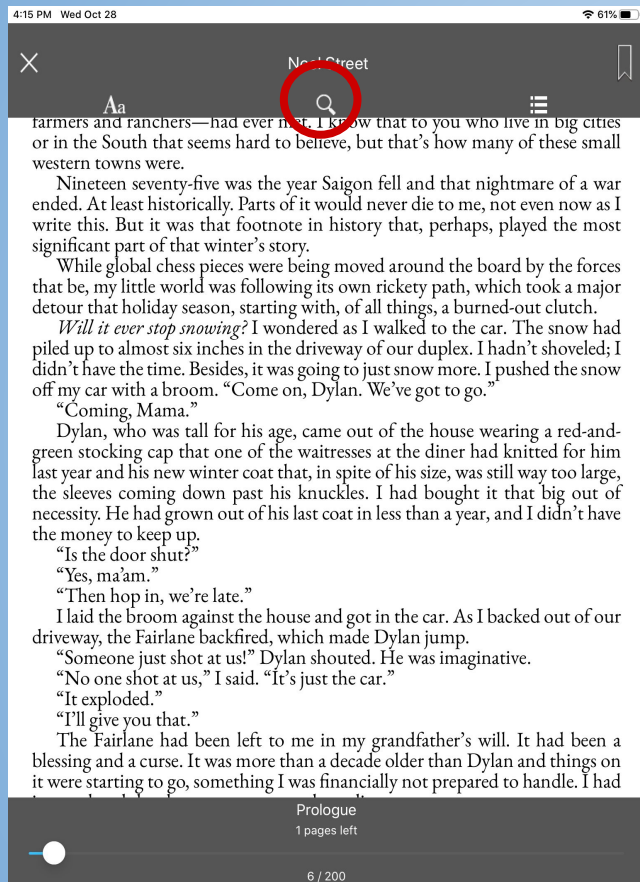 4:15 PM Wed Oct 28
61%
Noel Street
Aa
farmers and ranchers—had ever met. I know that to you who live in big cities
or in the South that seems hard to believe, but that’s how many of these small
western towns were.
Nineteen seventy-five was the year Saigon fell and that nightmare of a war
ended. At least historically. Parts of it would never die to me, not even now as I
write this. But it was that footnote in history that, perhaps, played the most
significant part of that winter’s story.
While global chess pieces were being moved around the board by the forces
that be, my little world was following its own rickety path, which took a major
detour that holiday season, starting with, of all things, a burned-out clutch.
Will it ever stop snowing? I wondered as I walked to the car. The snow had
piled up to almost six inches in the driveway of our duplex. I hadn’t shoveled; I
didn’t have the time. Besides, it was going to just snow more. I pushed the snow
off my car with a broom. “Come on, Dylan. We’ve got to go.”
“Coming, Mama.”
Dylan, who was tall for his age, came out of the house wearing a red-and-
green stocking cap that one of the waitresses at the diner had knitted for him
last year and his new winter coat that, in spite of his size, was still way too large,
the sleeves coming down past his knuckles. I had bought it that big out of
necessity. He had grown out of his last coat in less than a year, and I didn’t have
the money to keep up.
“Is the door shut?”
“Yes, ma’am.”
“Then hop in, we’re late.”
I laid the broom against the house and got in the car. As I backed out of our
driveway, the Fairlane backfired, which made Dylan jump.
“Someone just shot at us!” Dylan shouted. He was imaginative.
“No one shot at us,” I said. “It’s just the car.”
“It exploded.”
“I’ll give you that.”
The Fairlane had been left to me in my grandfather’s will. It had been a
blessing and a curse. It was more than a decade older than Dylan and things on
it were starting to go, something I was financially not prepared to handle. I had
Prologue
1 pages left
6 / 200